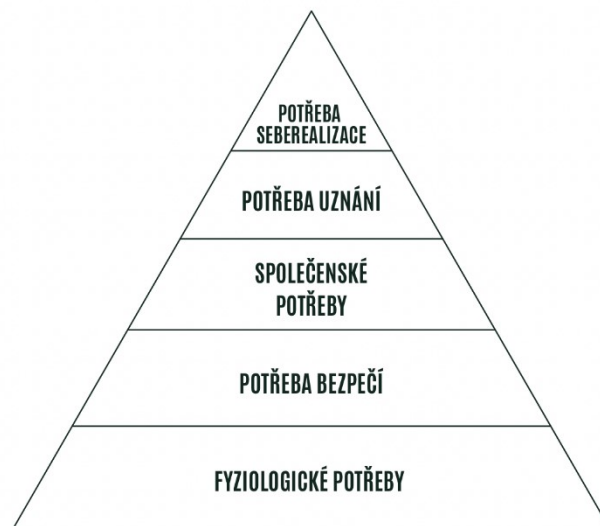 POTŘEBA
SEBEREALIZACE
POTŘEBA UZNÁNÍ
SPOLEČENSKÉ
POTŘEBY
POTŘEBA BEZPEČÍ
FYZIOLOGICKÉ POTŘEBY